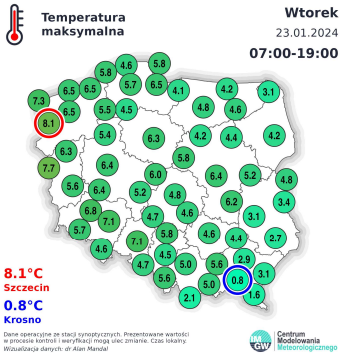 Temperatura
maksymalna
Wtorek
23.01.2024
07:00-19:00
5.8 4.6 5.8
7.3 6.5 6.5 5.7 6.5 4.1 4.2 3.1
8.1 6.5 5.5 4.5 4.8 4.6
5.4 6.3 4.2 4.4 4.2
6.3 5.8
7.7 6.4 6.0 6.4 5.2 4.8
5.6 6.4 5.2 4.8 6.2 3.4
6.8 7.1 4.7 4.6 3.1
5.7 7.1 5.8 4.6 4.4 2.7
4.6 4.5
4.7 5.0 5.6 2.9 3.1
5.6 5.0 0.8
2.1 1.6
8.1°C
Szczecin
0.8°C
Krosno
Dane operacyjne ze stacji synoptycznych. Prezentowane wartości
w procesie kontroli i weryfikacji mogą ulec zmianie. Czas lokalny.
Wizualizacja danych: dr Alan Mandal
IM
GW
Centrum
Modelowania
Meteorologicznego